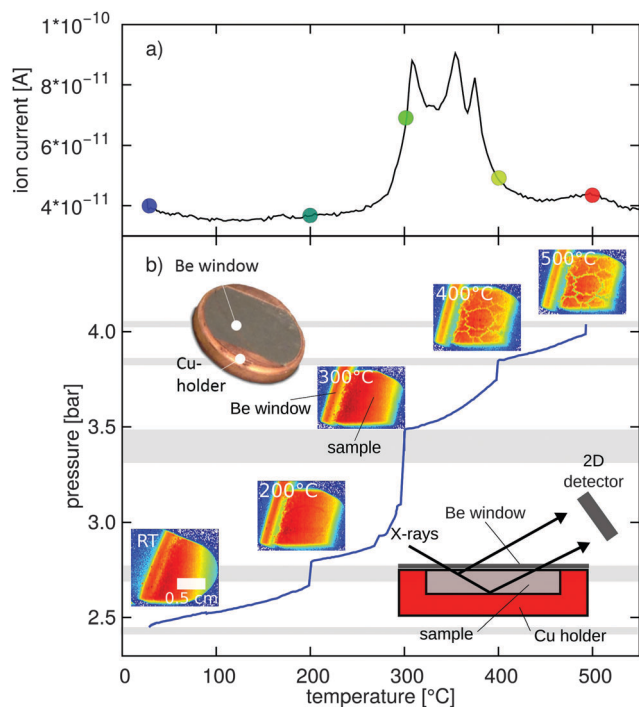 1*10⁻¹⁰
8*10⁻¹¹
6*10⁻¹¹
4*10⁻¹¹
ion current [A]
a)
b)
Be window
Cu-
holder
500°C
400°C
300°C
Be window
sample
200°C
RT
0.5 cm
2D
detector
Be window
X-rays
sample
Cu holder
4.0
3.5
3.0
2.5
pressure [bar]
0 100 200 300 400 500
temperature [°C]